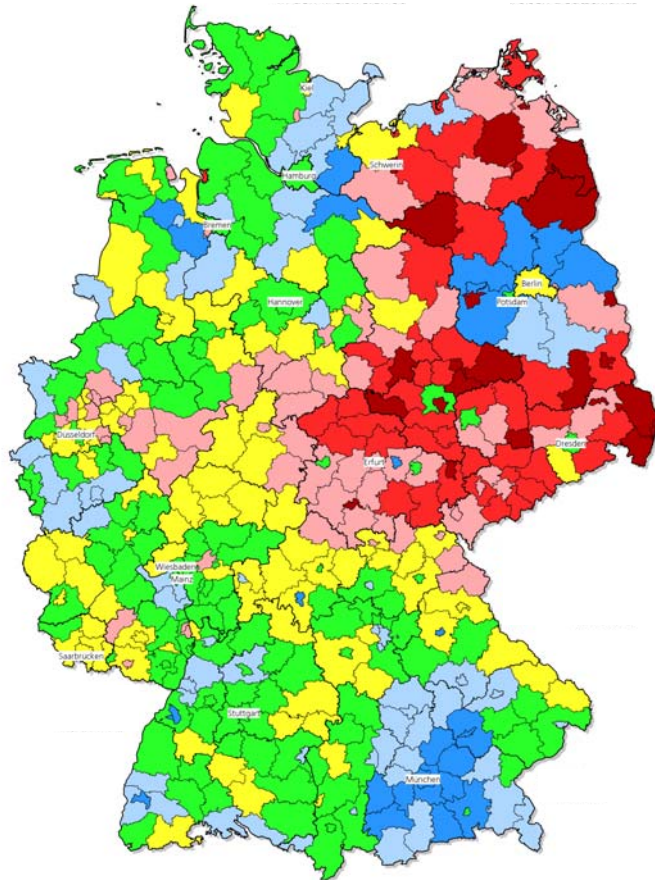 Kiel
Schwerin
Hamburg
Bremen
Berlin
Hannover
Potsdam
Düsseldorf
Dresden
Erfurt
Wiesbaden
Mainz
Saarbrücken
Stuttgart
München